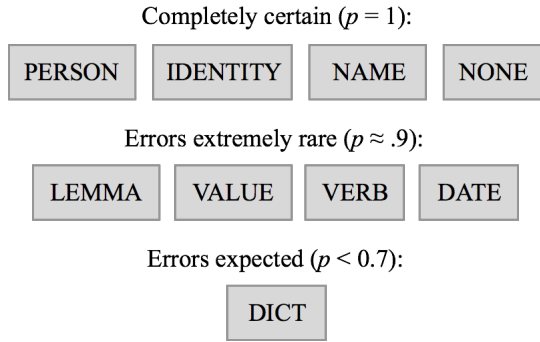 Completely certain (p = 1):
PERSON IDENTITY NAME NONE
Errors extremely rare (p ≈ .9):
LEMMA VALUE VERB DATE
Errors expected (p < 0.7):
DICT